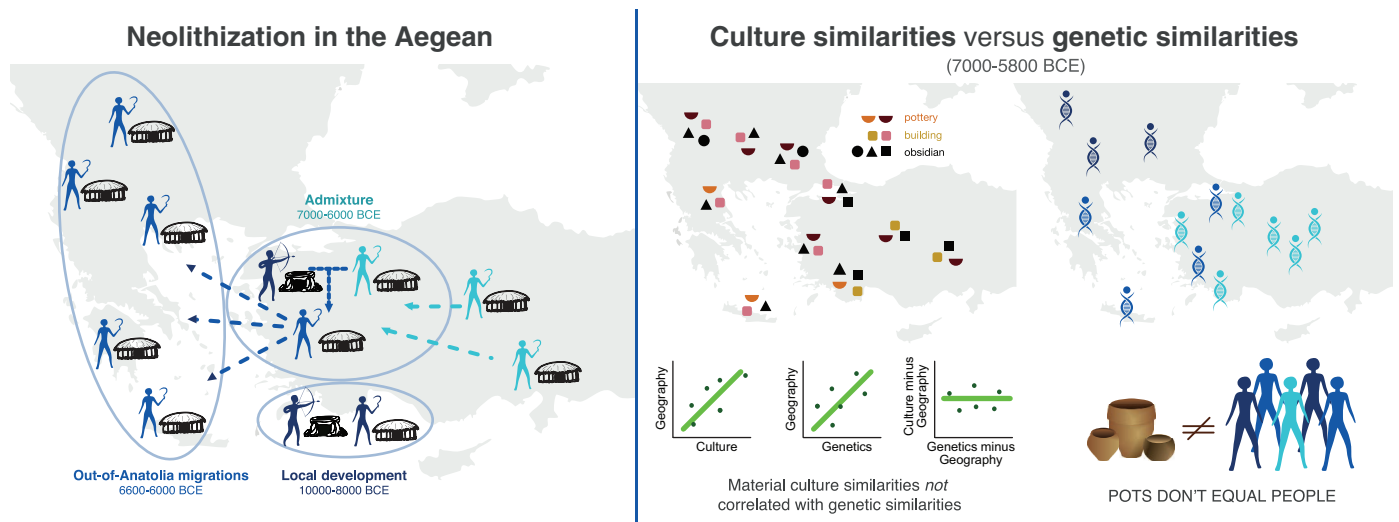 Neolithization in the Aegean
Admixture
7000-6000 BCE
Out-of-Anatolia migrations
6600-6000 BCE
Local development
10000-8000 BCE
Culture similarities versus genetic similarities
(7000-5800 BCE)
pottery
building
obsidian
Geography
Culture
Geography
Genetics
Culture minus
Geography
Genetics minus
Geography
Material culture similarities not
correlated with genetic similarities
POTS DON'T EQUAL PEOPLE